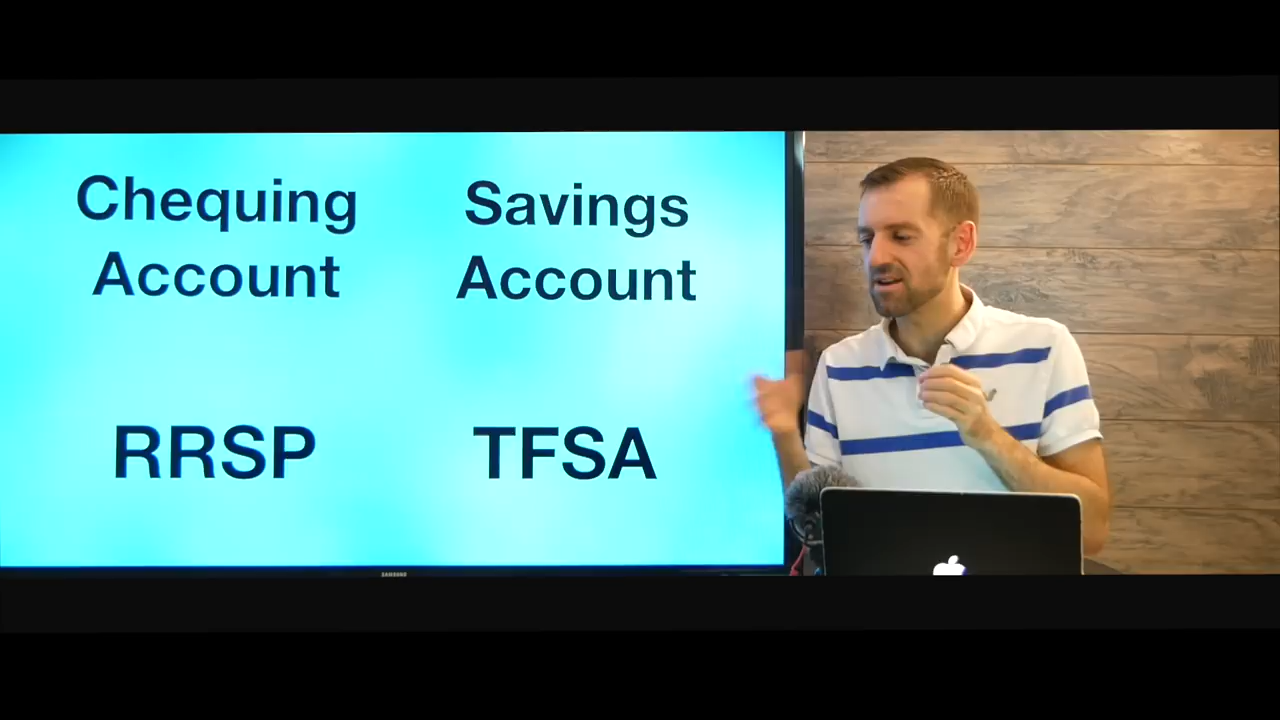 Chequing
Account
Savings
Account
RRSP
TFSA
SAMSUNG